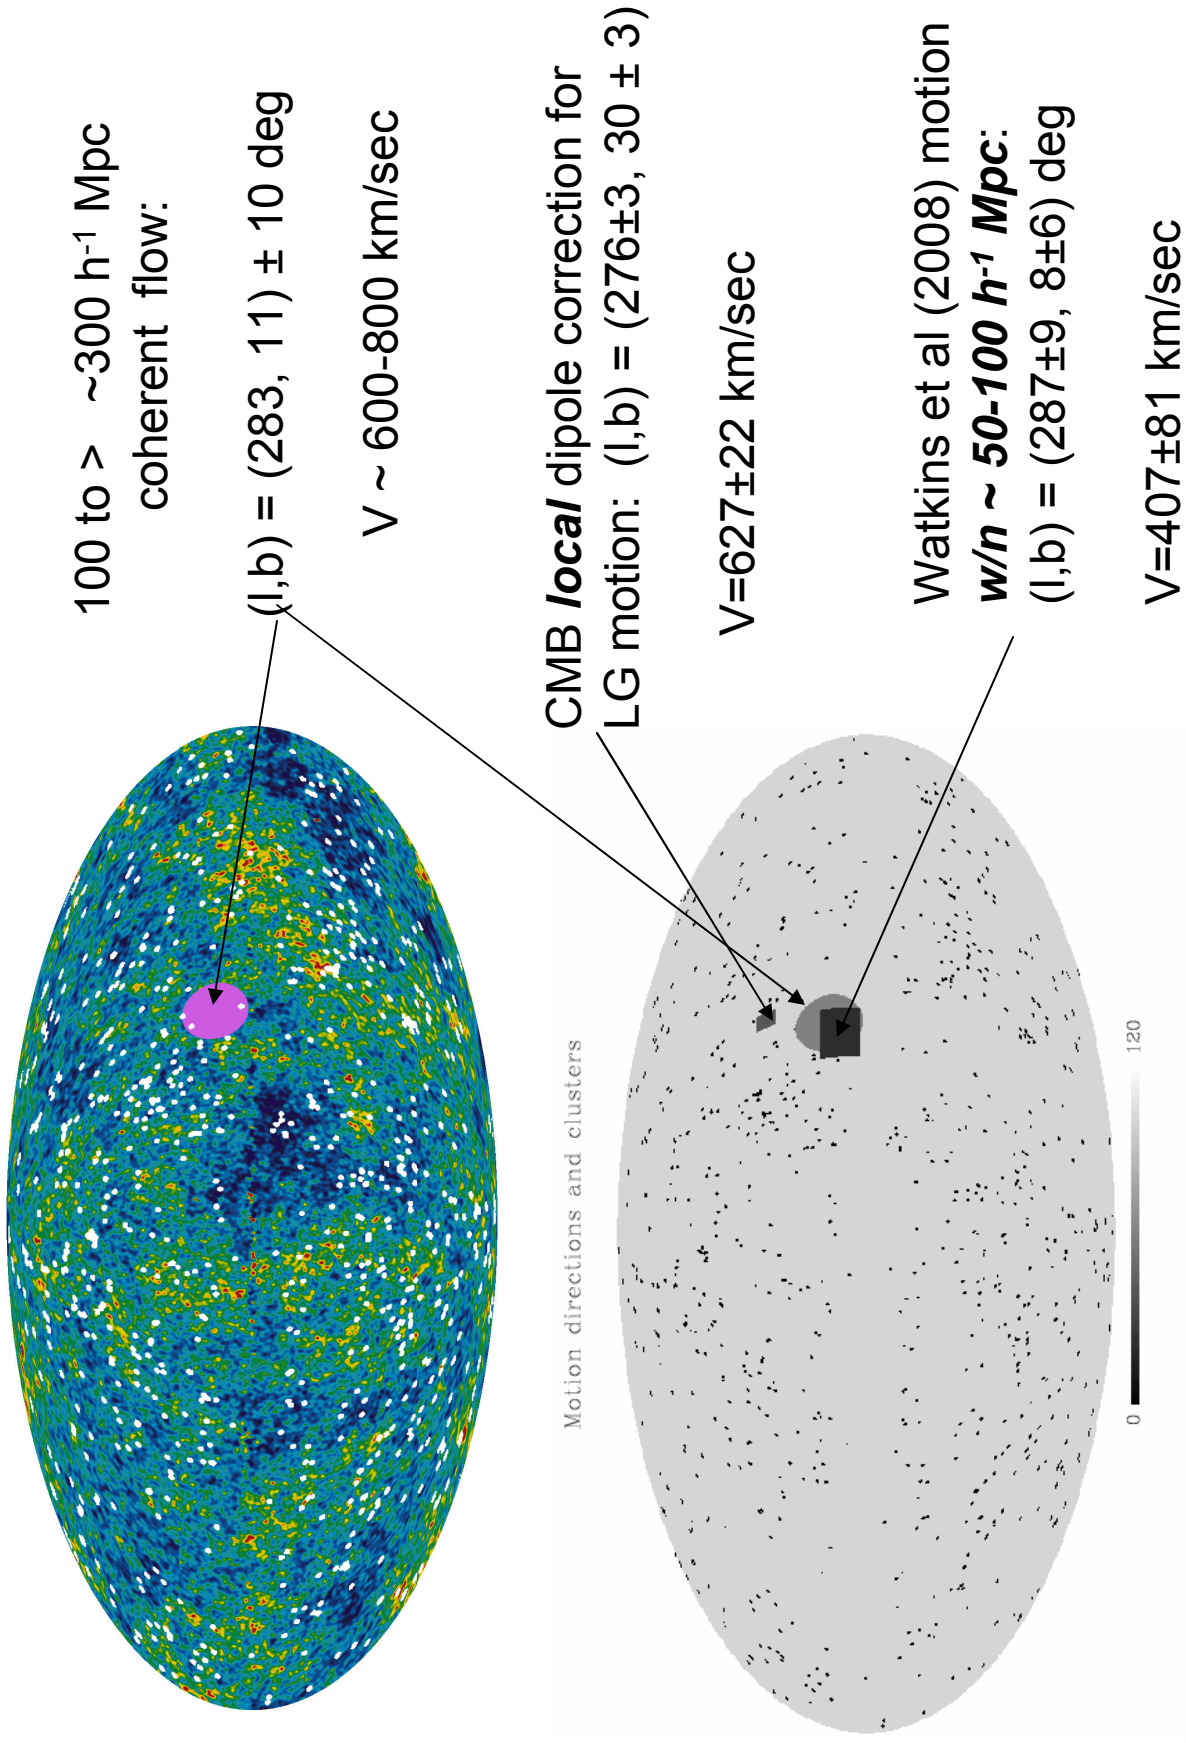 100 to > ~300 h-1 Mpc
coherent flow:
(l,b) = (283, 11) ± 10 deg
V ~ 600-800 km/sec
CMB local dipole correction for
LG motion: (l,b) = (276±3, 30 ± 3)
V=627±22 km/sec
Watkins et al (2008) motion
w/n ~ 50-100 h-1 Mpc:
(l,b) = (287±9, 8±6) deg
V=407±81 km/sec
Motion directions and clusters
0 120